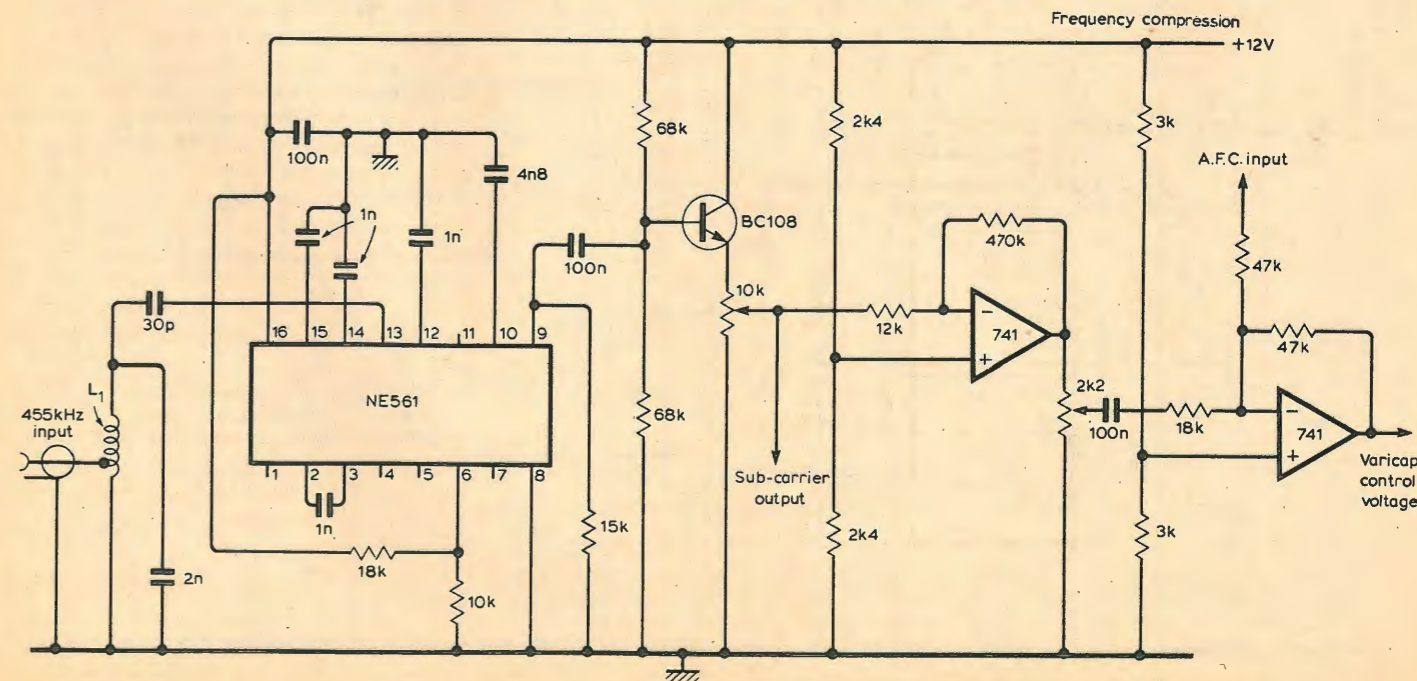 Frequency compression
+12V
68k
2k4
3k
100n
A.F.C. input
4n8
1n
BC108
470k
1n
100n
47k
10k
30p
12k
−
741
+
47k
16
15
14
13
12
11
10
9
L1
NE561
2k2
100n
18k
−
741
+
455kHz
input
68k
Varicap
control
voltage
1
2
3
4
5
6
7
8
Sub-carrier
output
1n
15k
2k4
3k
18k
2n
10k